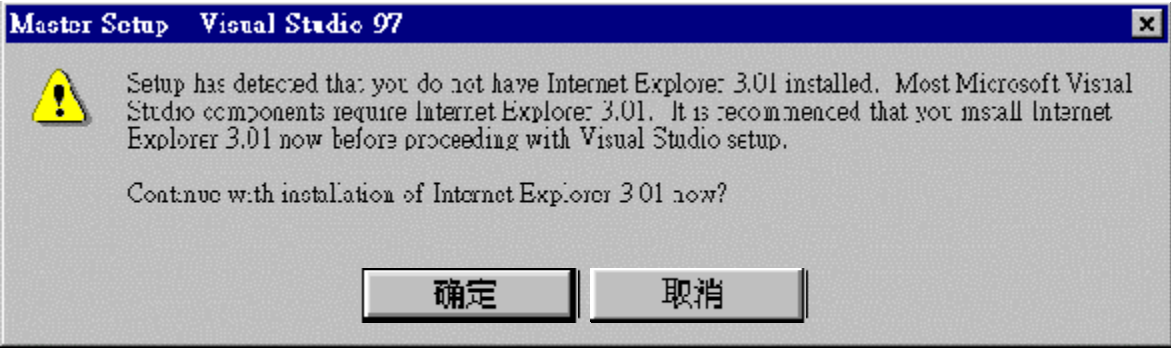 Master Setup Visual Studio 97
Setup has detected that you do not have Internet Explorer 3.01 installed. Most Microsoft Visual
Studio components require Internet Explorer 3.01. It is recommended that you install Internet
Explorer 3.01 now before proceeding with Visual Studio setup.
Continue with installation of Internet Explorer 3.01 now?
确定
取消